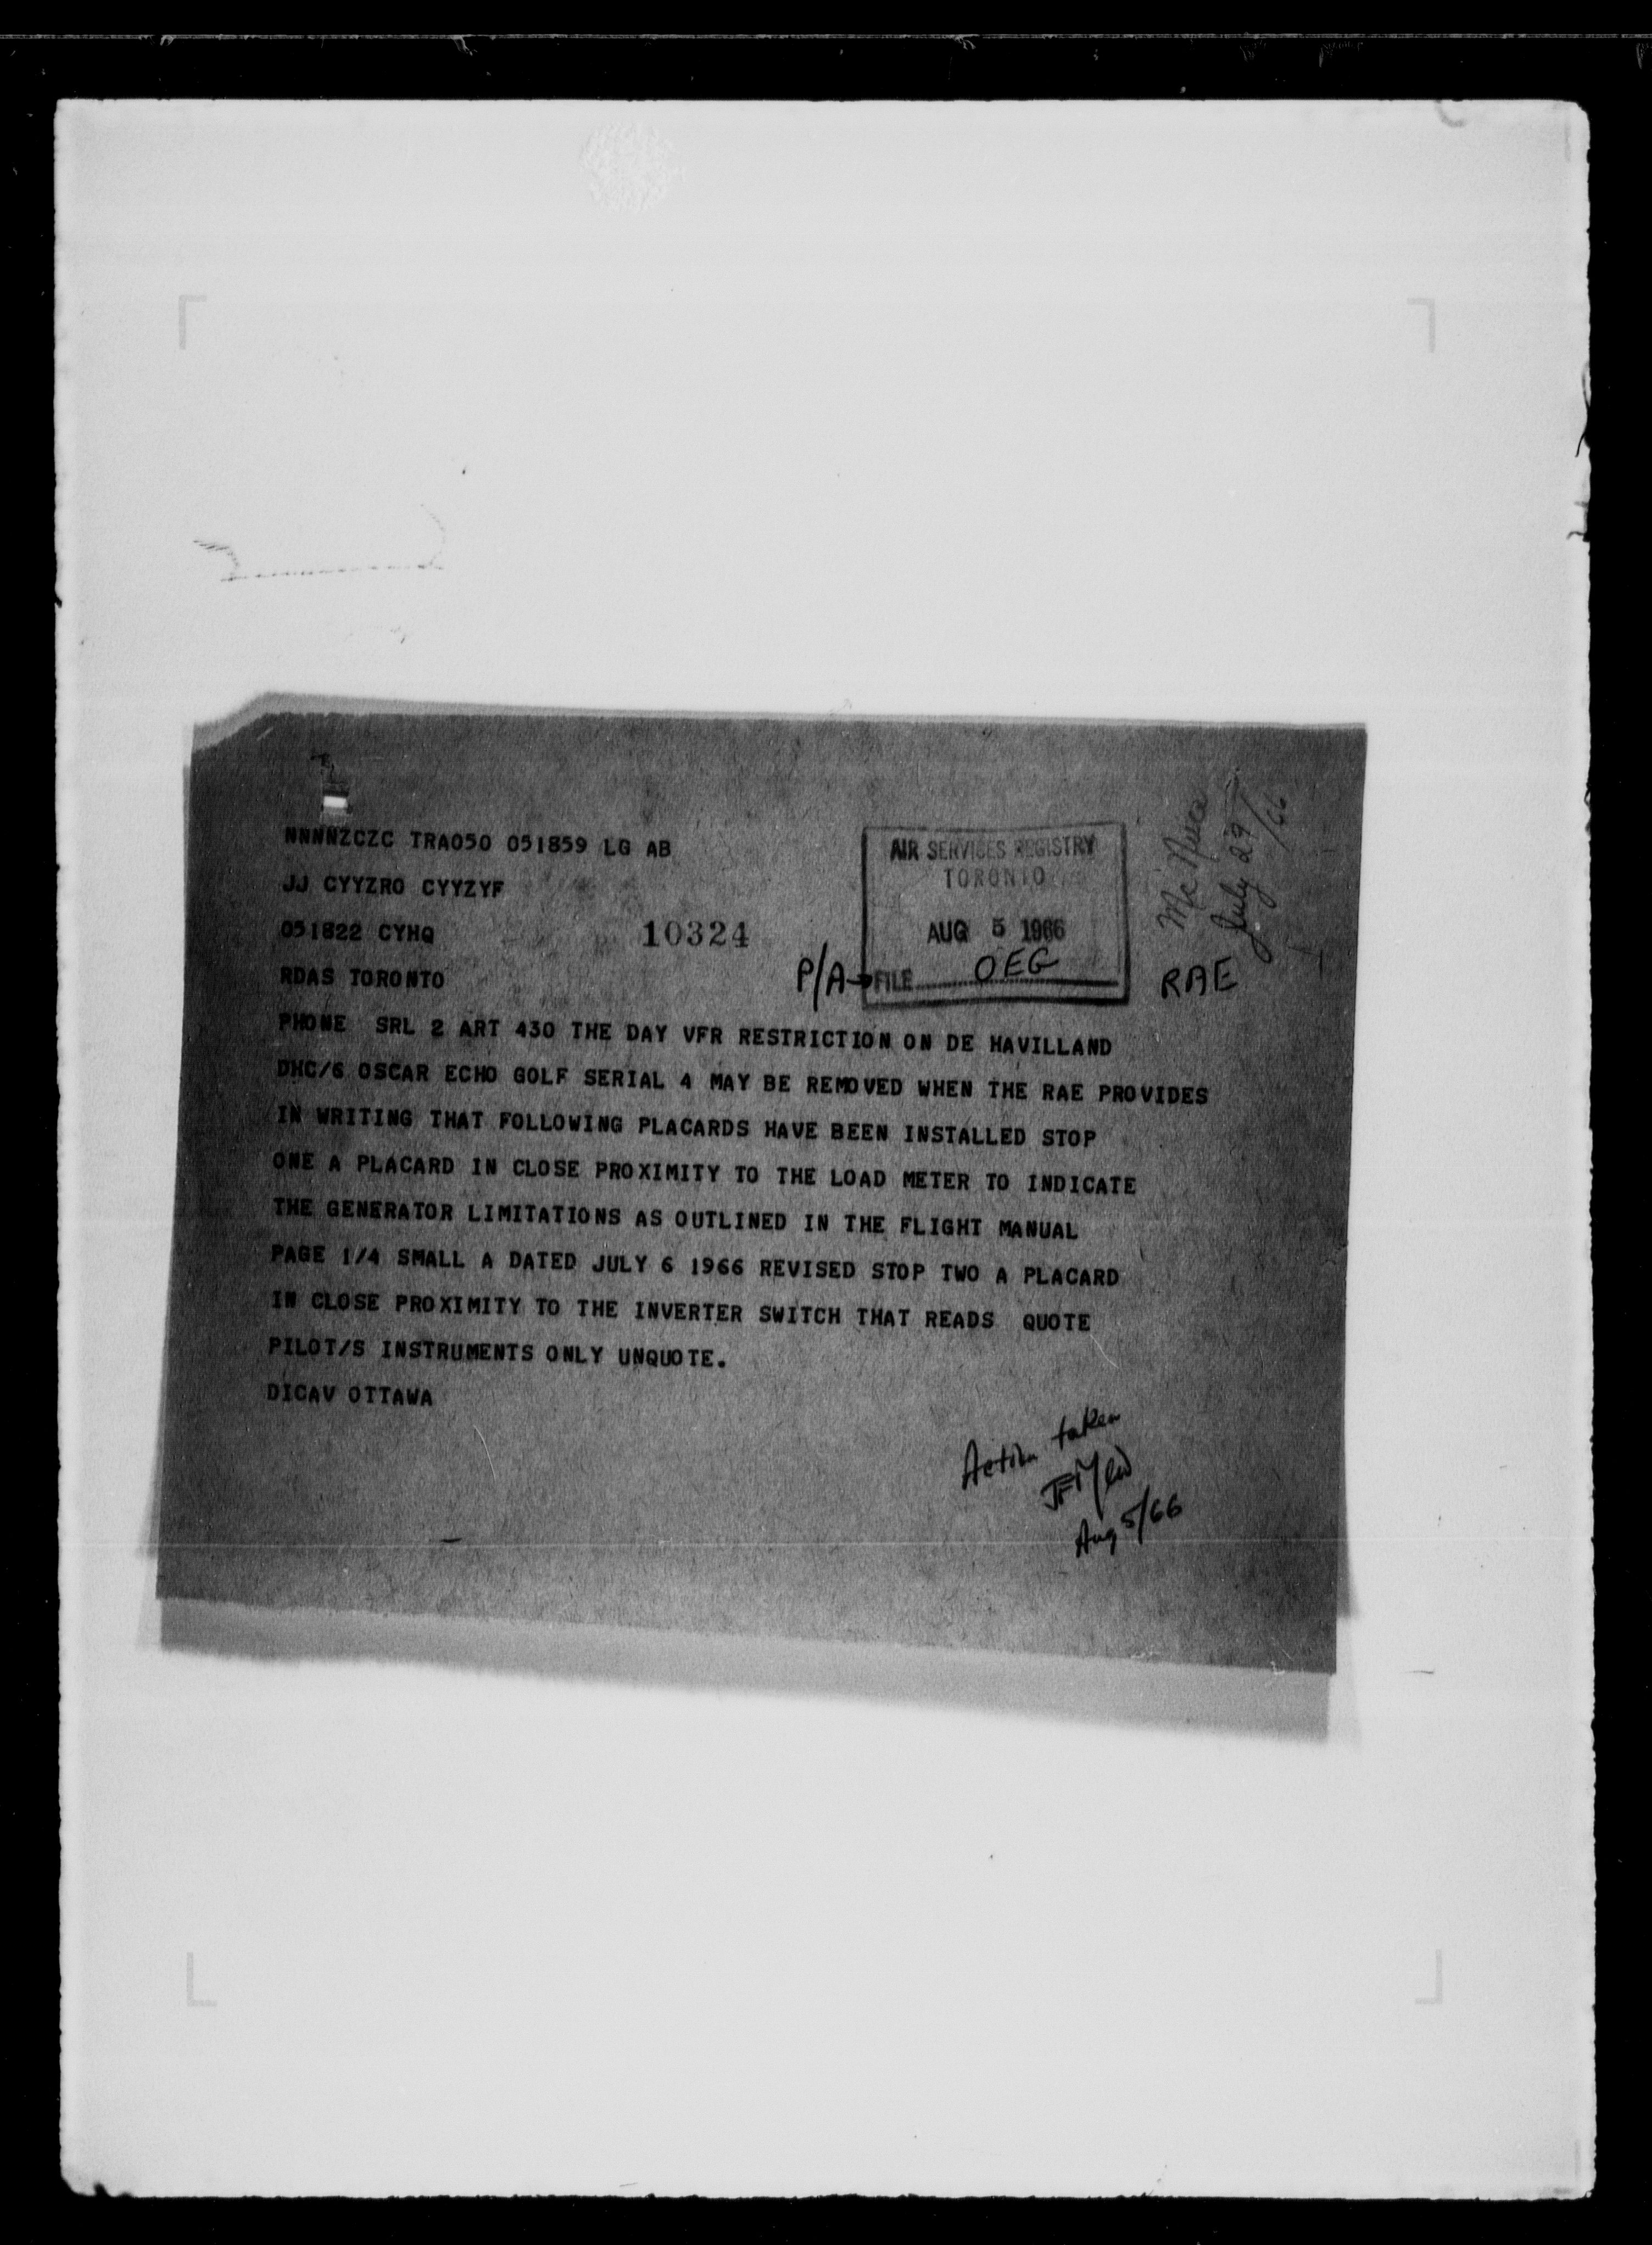 NNNNZCZC TRA050 051859 LG AB
JJ CYYZRO CYYZYF
051822 CYHQ
10324
RDAS TORONTO
AIR SERVICES REGISTRY
TORONTO
AUG 5 1966
P/A→ FILE OEG
July 29/66
RAE
PHONE SRL 2 ART 430 THE DAY VFR RESTRICTION ON DE HAVILLAND
DHC/6 OSCAR ECHO GOLF SERIAL 4 MAY BE REMOVED WHEN THE RAE PROVIDES
IN WRITING THAT FOLLOWING PLACARDS HAVE BEEN INSTALLED STOP
ONE A PLACARD IN CLOSE PROXIMITY TO THE LOAD METER TO INDICATE
THE GENERATOR LIMITATIONS AS OUTLINED IN THE FLIGHT MANUAL
PAGE 1/4 SMALL A DATED JULY 6 1966 REVISED STOP TWO A PLACARD
IN CLOSE PROXIMITY TO THE INVERTER SWITCH THAT READS QUOTE
PILOT/S INSTRUMENTS ONLY UNQUOTE.
DICAV OTTAWA
Action taken
Aug 5/66